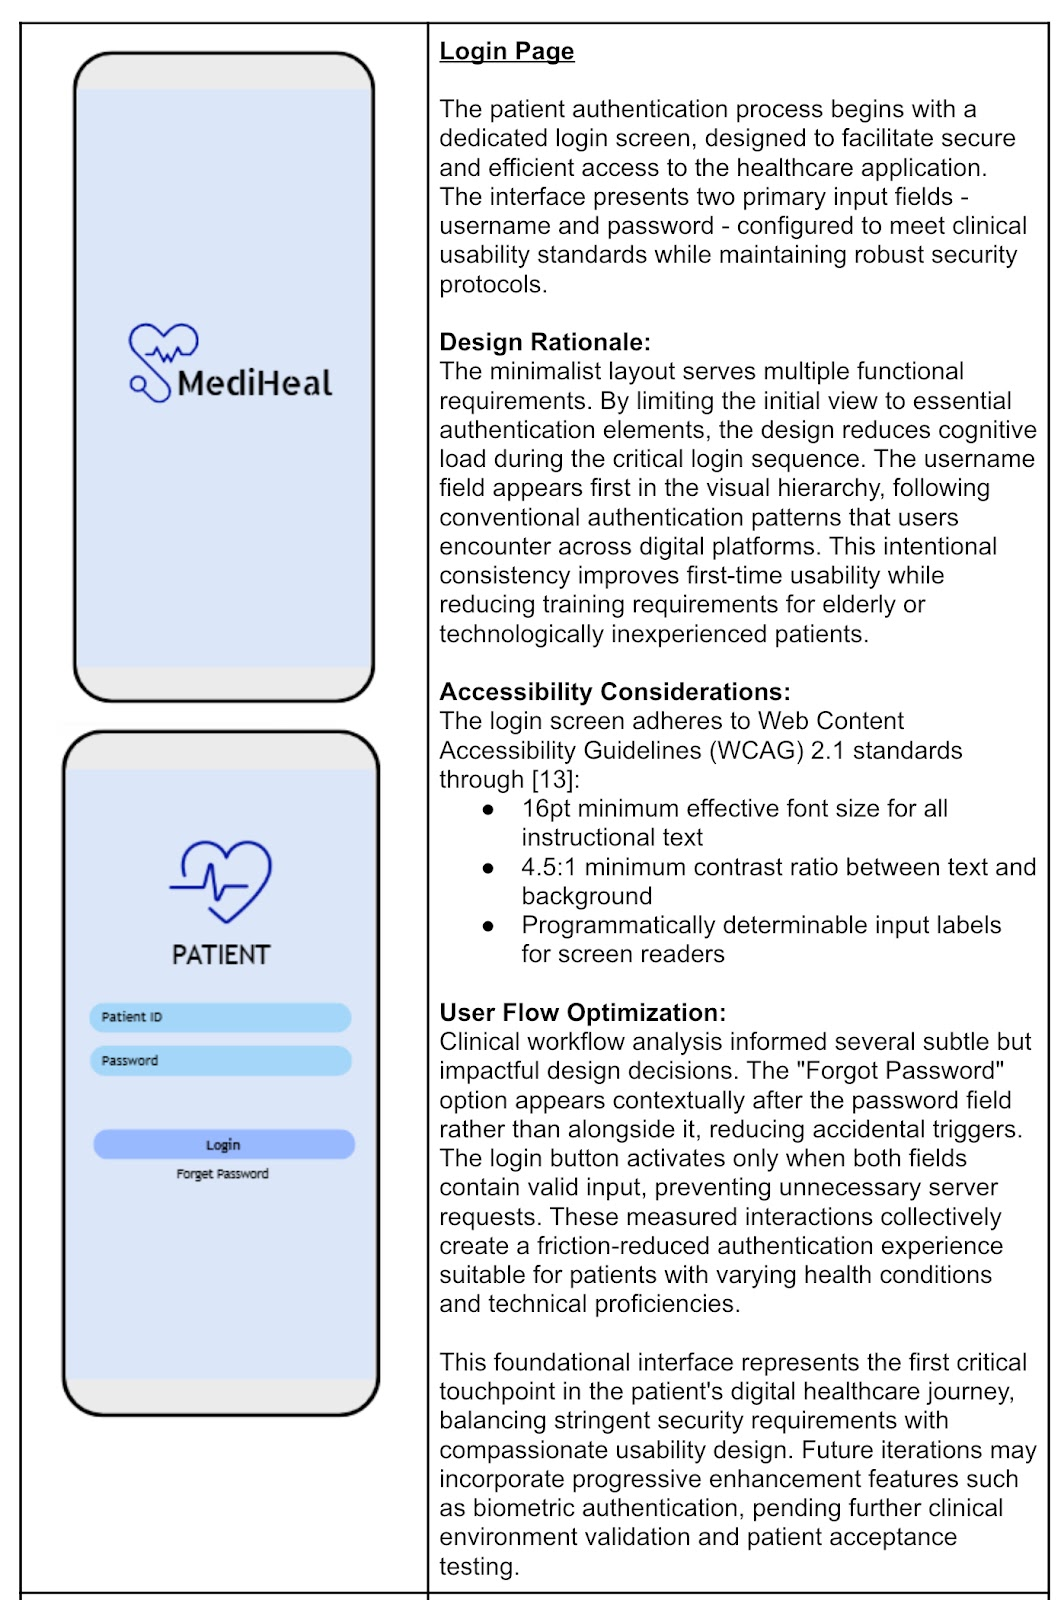 MediHeal
PATIENT
Patient ID
Password
Login
Forget Password
Login Page
The patient authentication process begins with a
dedicated login screen, designed to facilitate secure
and efficient access to the healthcare application.
The interface presents two primary input fields -
username and password - configured to meet clinical
usability standards while maintaining robust security
protocols.
Design Rationale:
The minimalist layout serves multiple functional
requirements. By limiting the initial view to essential
authentication elements, the design reduces cognitive
load during the critical login sequence. The username
field appears first in the visual hierarchy, following
conventional authentication patterns that users
encounter across digital platforms. This intentional
consistency improves first-time usability while
reducing training requirements for elderly or
technologically inexperienced patients.
Accessibility Considerations:
The login screen adheres to Web Content
Accessibility Guidelines (WCAG) 2.1 standards
through [13]:
● 16pt minimum effective font size for all
instructional text
● 4.5:1 minimum contrast ratio between text and
background
● Programmatically determinable input labels
for screen readers
User Flow Optimization:
Clinical workflow analysis informed several subtle but
impactful design decisions. The "Forgot Password"
option appears contextually after the password field
rather than alongside it, reducing accidental triggers.
The login button activates only when both fields
contain valid input, preventing unnecessary server
requests. These measured interactions collectively
create a friction-reduced authentication experience
suitable for patients with varying health conditions
and technical proficiencies.
This foundational interface represents the first critical
touchpoint in the patient's digital healthcare journey,
balancing stringent security requirements with
compassionate usability design. Future iterations may
incorporate progressive enhancement features such
as biometric authentication, pending further clinical
environment validation and patient acceptance
testing.